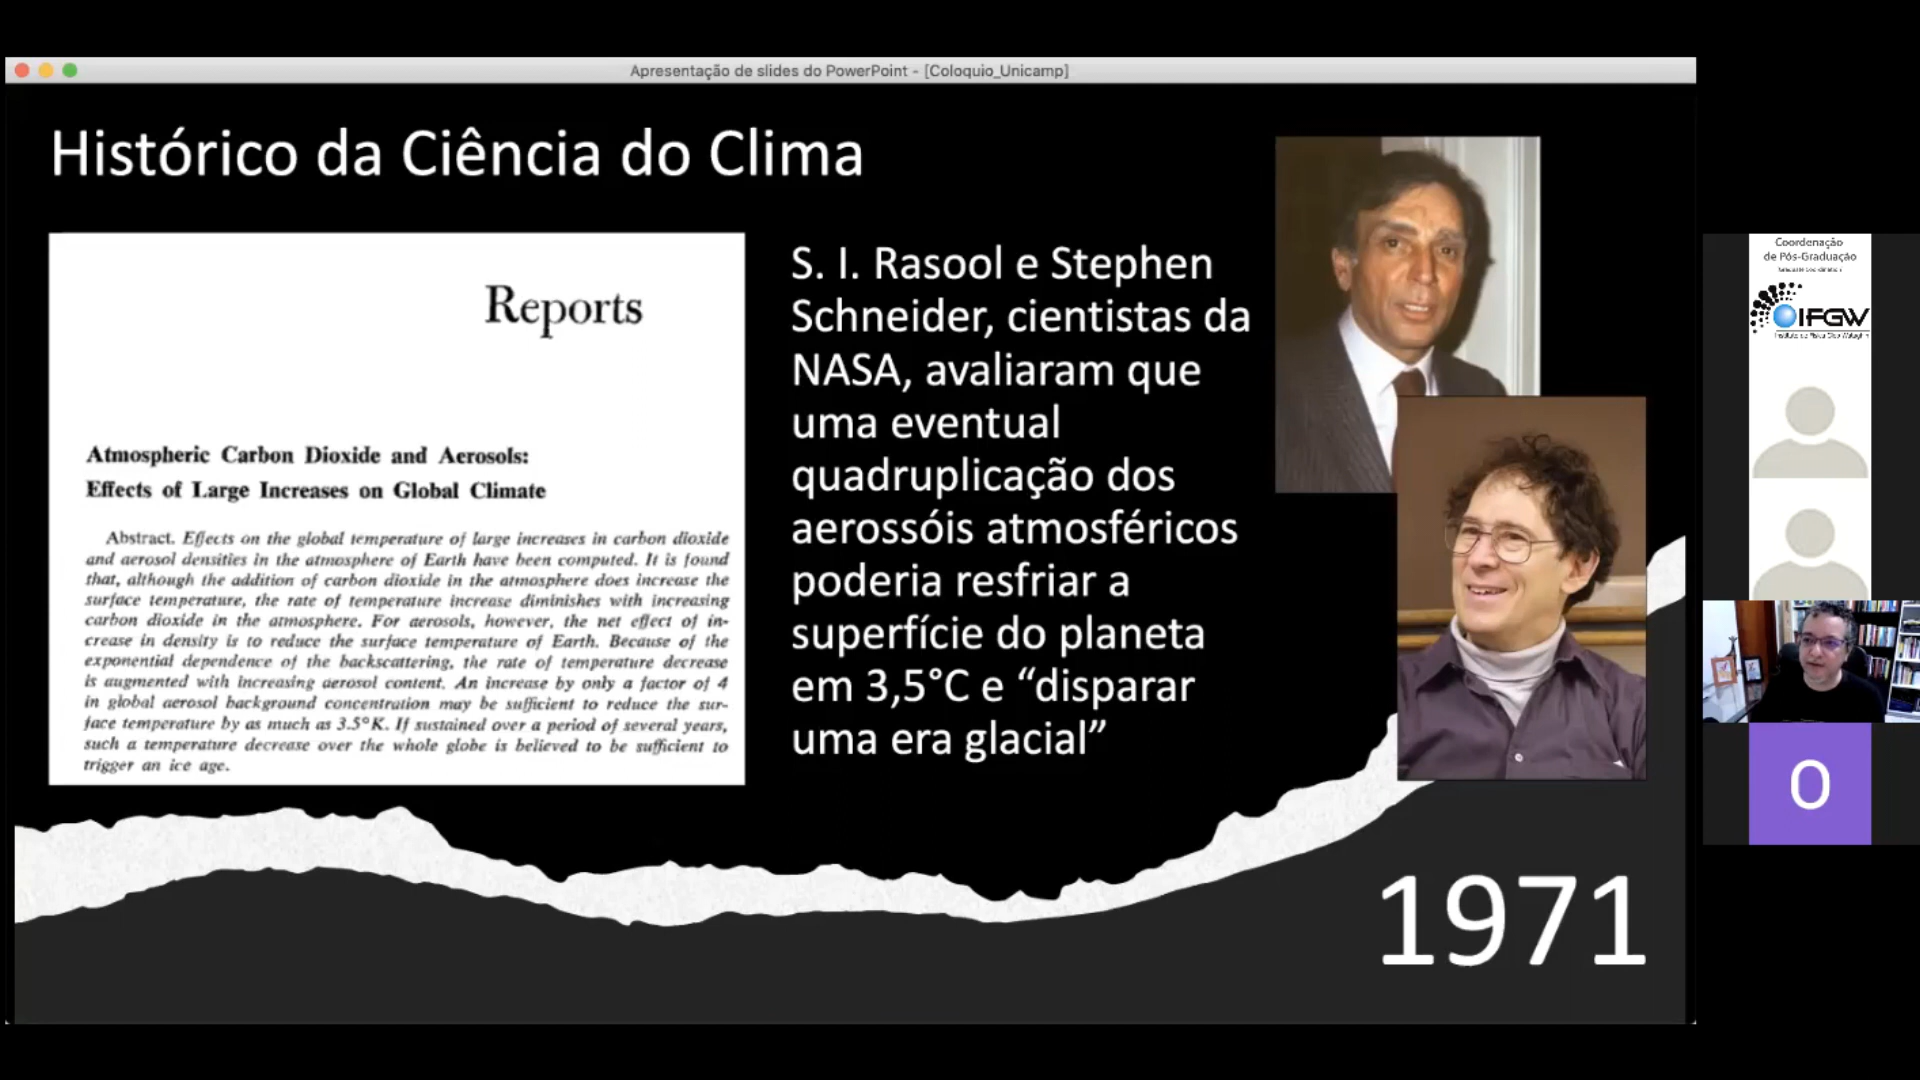 Apresentação de slides do PowerPoint - [Coloquio_Unicamp]
Histórico da Ciência do Clima
Reports
Atmospheric Carbon Dioxide and Aerosols:
Effects of Large Increases on Global Climate
Abstract. Effects on the global temperature of large increases in carbon dioxide
and aerosol densities in the atmosphere of Earth have been computed. It is found
that, although the addition of carbon dioxide in the atmosphere does increase the
surface temperature, the rate of temperature increase diminishes with increasing
carbon dioxide in the atmosphere. For aerosols, however, the net effect of in-
crease in density is to reduce the surface temperature of Earth. Because of the
exponential dependence of the backscattering, the rate of temperature decrease
is augmented with increasing aerosol content. An increase by only a factor of 4
in global aerosol background concentration may be sufficient to reduce the sur-
face temperature by as much as 3.5°K. If sustained over a period of several years,
such a temperature decrease over the whole globe is believed to be sufficient to
trigger an ice age.
S. I. Rasool e Stephen
Schneider, cientistas da
NASA, avaliaram que
uma eventual
quadruplicação dos
aerossóis atmosféricos
poderia resfriar a
superfície do planeta
em 3,5°C e “disparar
uma era glacial”
1971
Coordenação
de Pós-Graduação
IFGW
Instituto de Física Gleb Wataghin
O